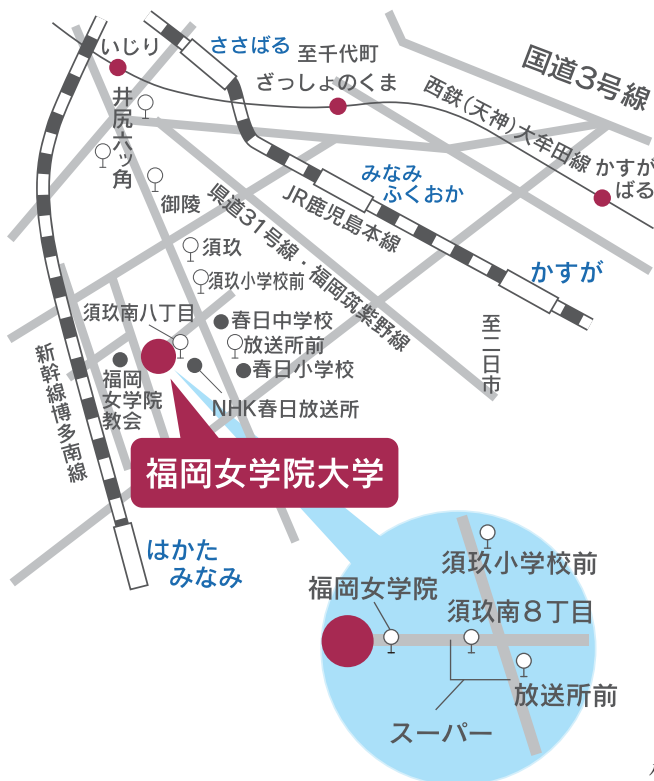 いじり
ささばる
至千代町
ざっしょのくま
国道3号線
西鉄(天神)大牟田線
かすが
ばる
井尻六ッ角
御陵
みなみ
ふくおか
JR鹿児島本線
県道31号線・福岡筑紫野線
須玖
須玖小学校前
かすが
須玖南八丁目
春日中学校
放送所前
春日小学校
至二日市
福岡
女学院
教会
NHK春日放送所
新幹線博多南線
福岡女学院大学
はかた
みなみ
須玖小学校前
福岡女学院
須玖南8丁目
放送所前
スーパー